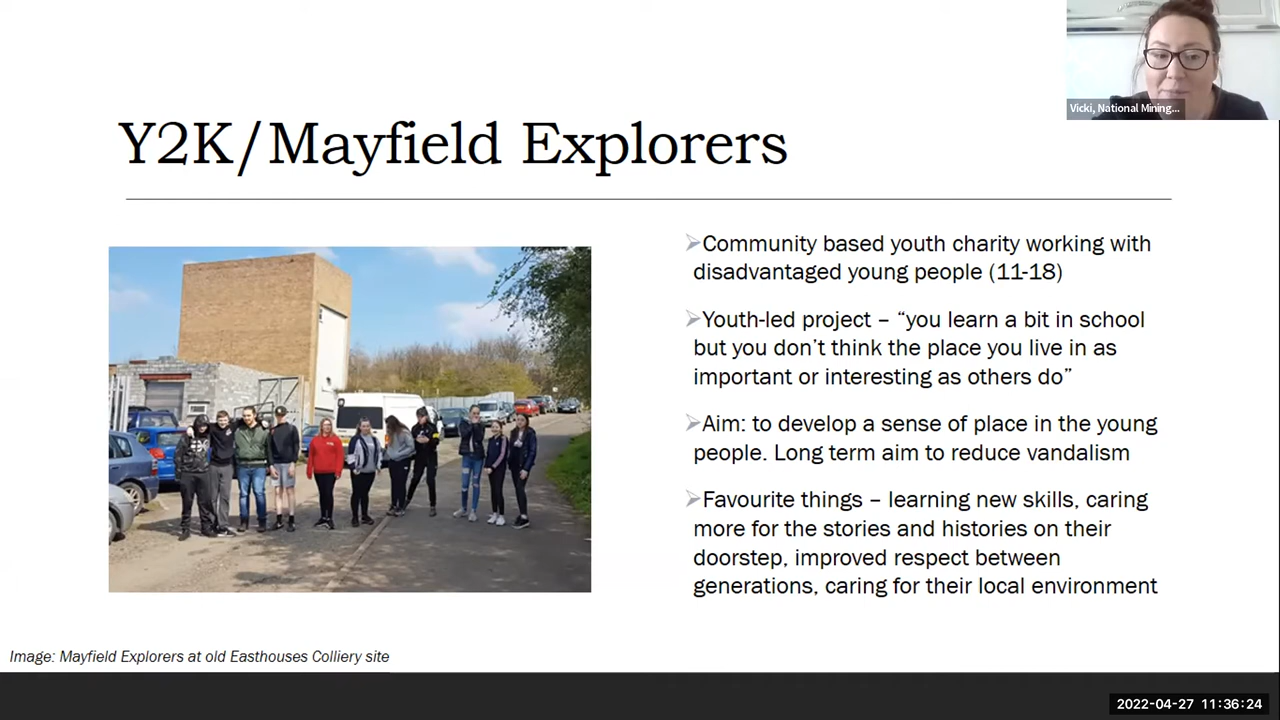 Vicki, National Mining...
Y2K/Mayfield Explorers
➢Community based youth charity working with
disadvantaged young people (11-18)
➢Youth-led project – “you learn a bit in school
but you don’t think the place you live in as
important or interesting as others do”
➢Aim: to develop a sense of place in the young
people. Long term aim to reduce vandalism
➢Favourite things – learning new skills, caring
more for the stories and histories on their
doorstep, improved respect between
generations, caring for their local environment
Image: Mayfield Explorers at old Easthouses Colliery site
2022-04-27 11:36:24